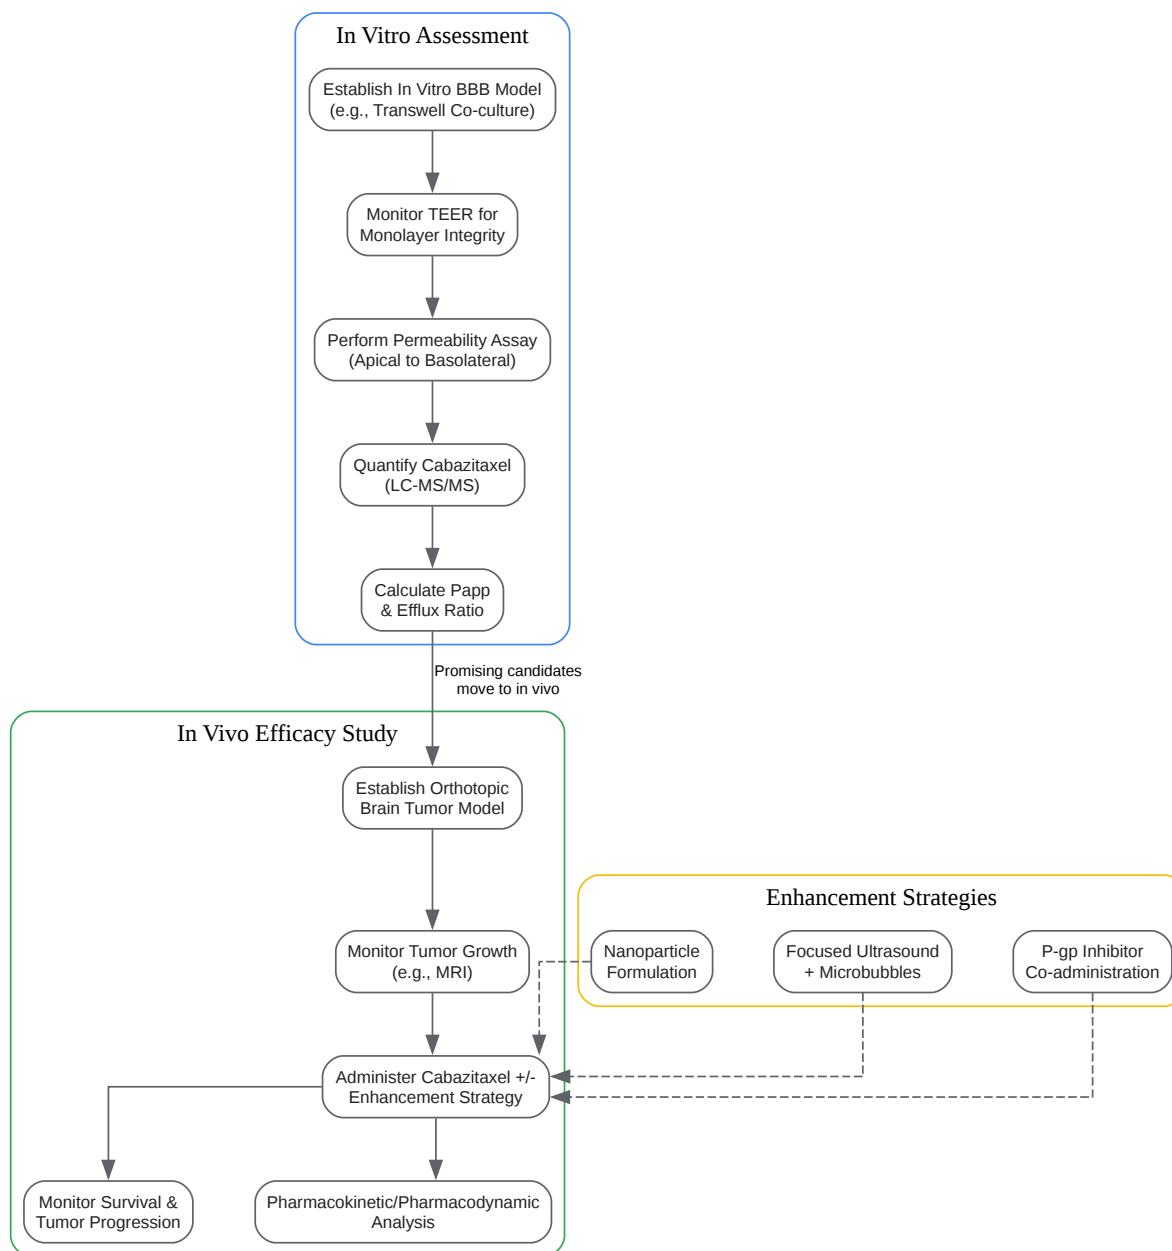 In Vitro Assessment
Establish In Vitro BBB Model
(e.g., Transwell Co-culture)
Monitor TEER for
Monolayer Integrity
Perform Permeability Assay
(Apical to Basolateral)
Quantify Cabazitaxel
(LC-MS/MS)
Calculate Papp
& Efflux Ratio
Promising candidates
move to in vivo
In Vivo Efficacy Study
Establish Orthotopic
Brain Tumor Model
Enhancement Strategies
Monitor Tumor Growth
(e.g., MRI)
Nanoparticle
Formulation
Focused Ultrasound
+ Microbubbles
P-gp Inhibitor
Co-administration
Administer Cabazitaxel +/-
Enhancement Strategy
Monitor Survival &
Tumor Progression
Pharmacokinetic/Pharmacodynamic
Analysis